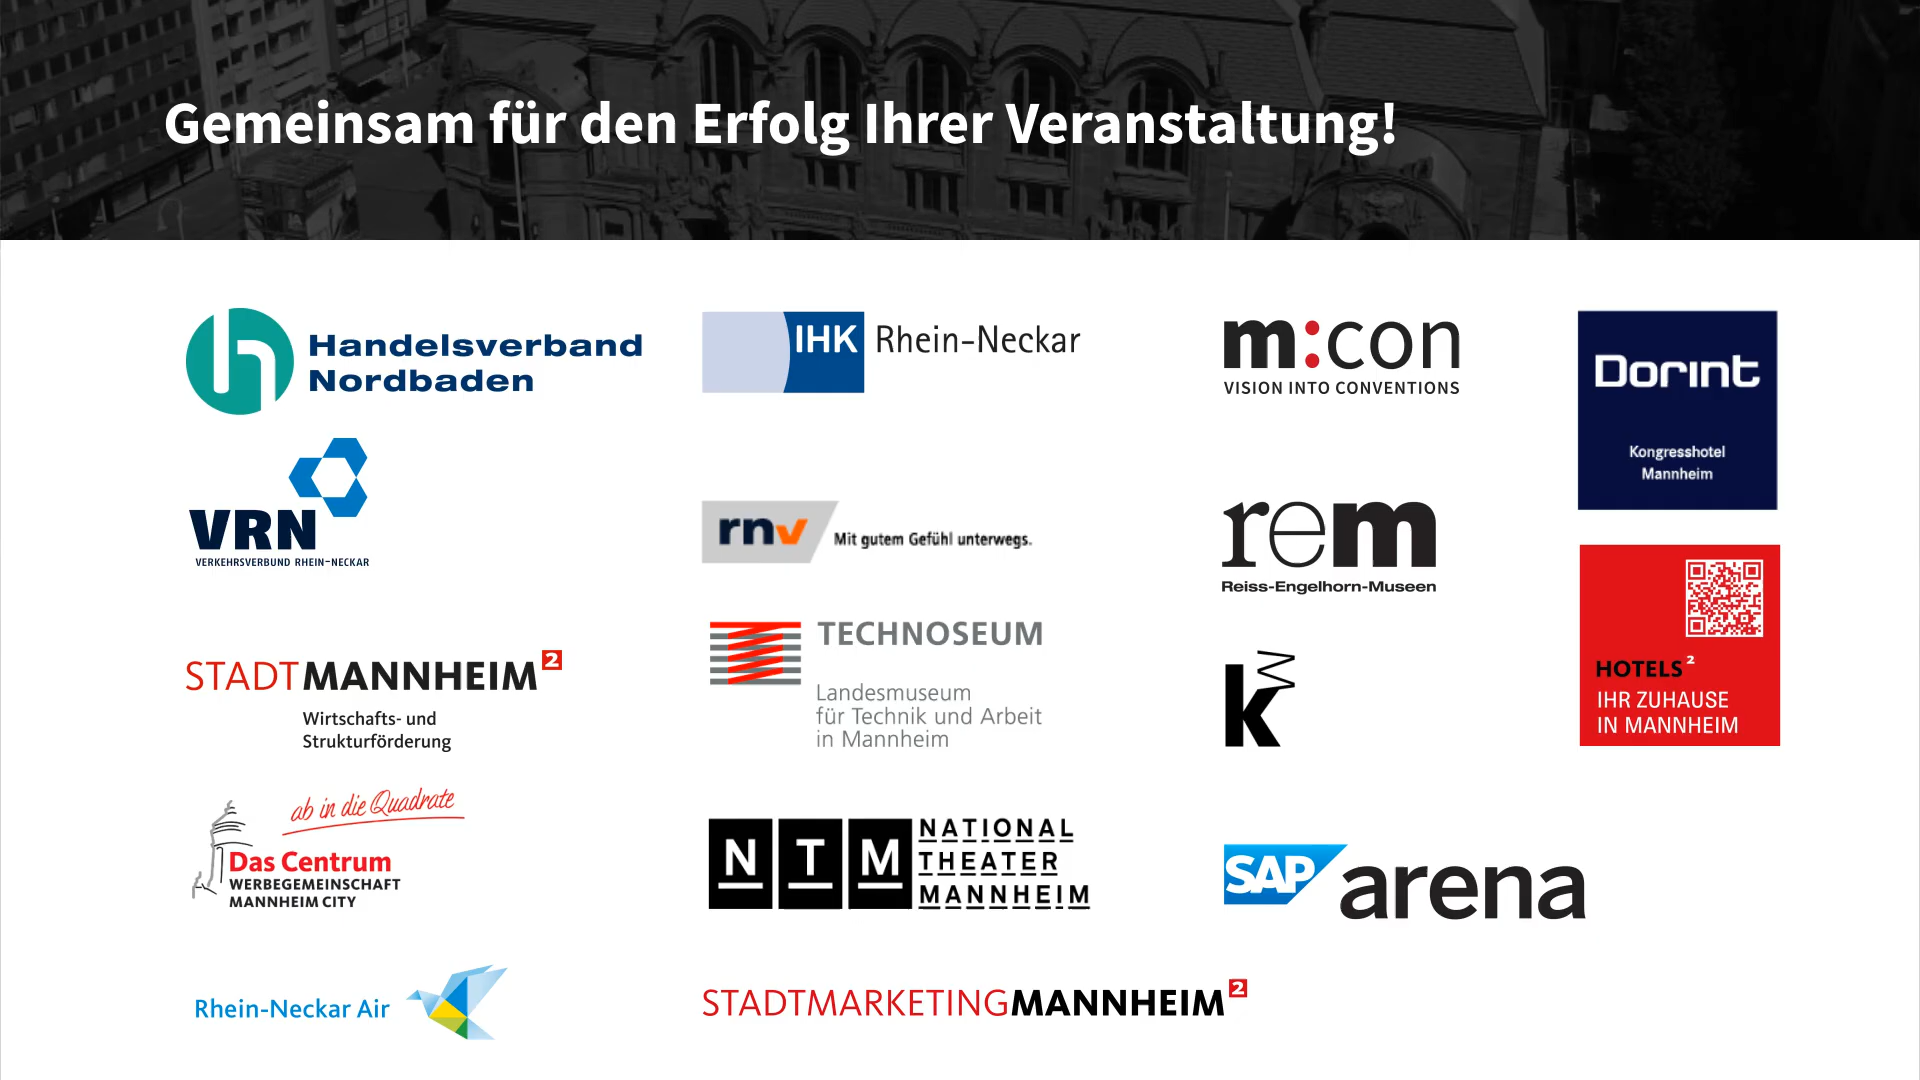 Gemeinsam für den Erfolg Ihrer Veranstaltung!
Handelsverband
Nordbaden
IHK Rhein-Neckar
m:con
VISION INTO CONVENTIONS
Dorint
Kongresshotel
Mannheim
VRN
VERKEHRSVERBUND RHEIN-NECKAR
rnv Mit gutem Gefühl unterwegs.
rem
Reiss-Engelhorn-Museen
HOTELS²
IHR ZUHAUSE
IN MANNHEIM
STADTMANNHEIM²
Wirtschafts- und
Strukturförderung
TECHNOSEUM
Landesmuseum
für Technik und Arbeit
in Mannheim
k
ab in die Quadrate
Das Centrum
WERBEGEMEINSCHAFT
MANNHEIM CITY
NTM
NATIONAL
THEATER
MANNHEIM
SAP arena
Rhein-Neckar Air
STADTMARKETINGMANNHEIM²